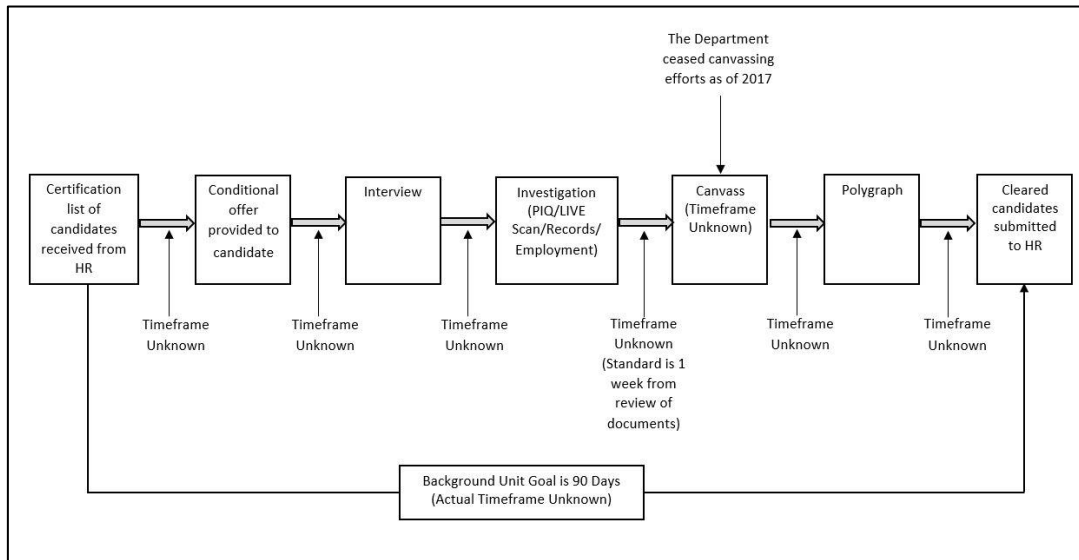 The Department
ceased canvassing
efforts as of 2017
Certification
list of
candidates
received from
HR
Conditional
offer
provided to
candidate
Interview
Investigation
(PIQ/LIVE
Scan/Records/
Employment)
Canvass
(Timeframe
Unknown)
Polygraph
Cleared
candidates
submitted
to HR
Timeframe
Unknown
Timeframe
Unknown
Timeframe
Unknown
Timeframe
Unknown
(Standard is 1
week from
review of
documents)
Timeframe
Unknown
Timeframe
Unknown
Background Unit Goal is 90 Days
(Actual Timeframe Unknown)